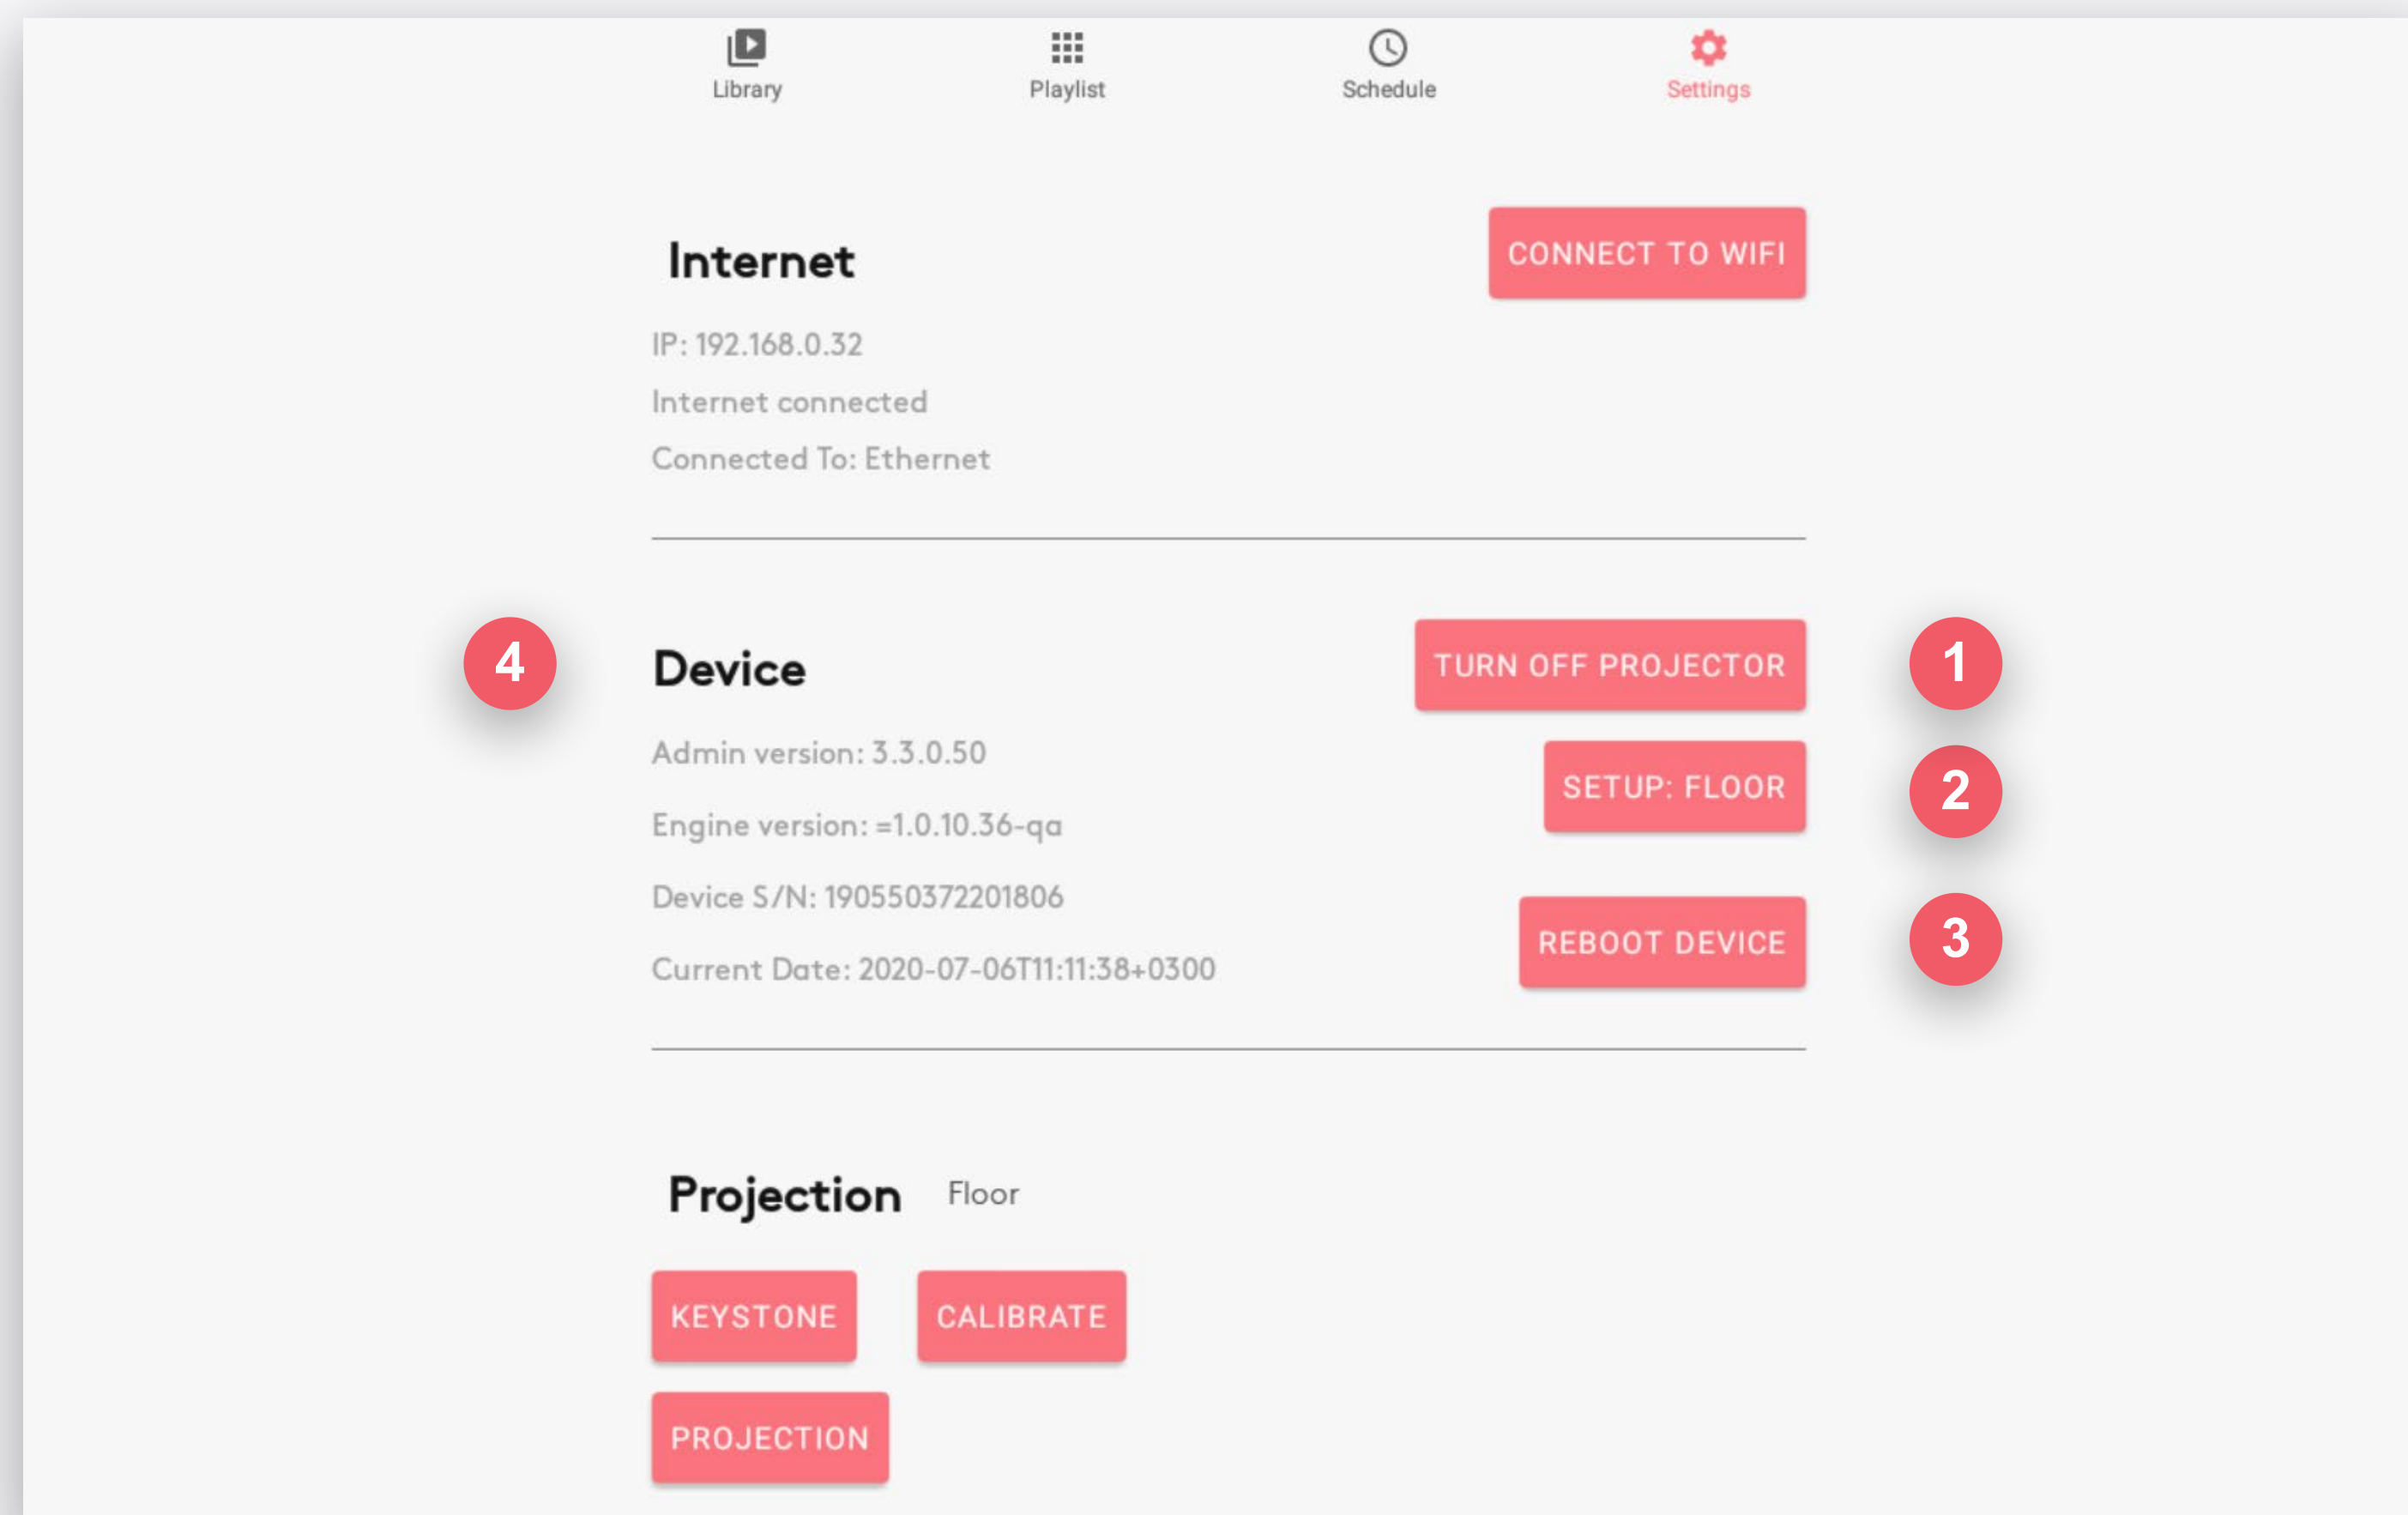 Library Playlist Schedule Settings
Internet CONNECT TO WIFI
IP: 192.168.0.32
Internet connected
Connected To: Ethernet
4 Device TURN OFF PROJECTOR 1
Admin version: 3.3.0.50
SETUP: FLOOR 2
Engine version: =1.0.10.36-qa
Device S/N: 190550372201806
REBOOT DEVICE 3
Current Date: 2020-07-06T11:11:38+0300
Projection Floor
KEYSTONE CALIBRATE
PROJECTION